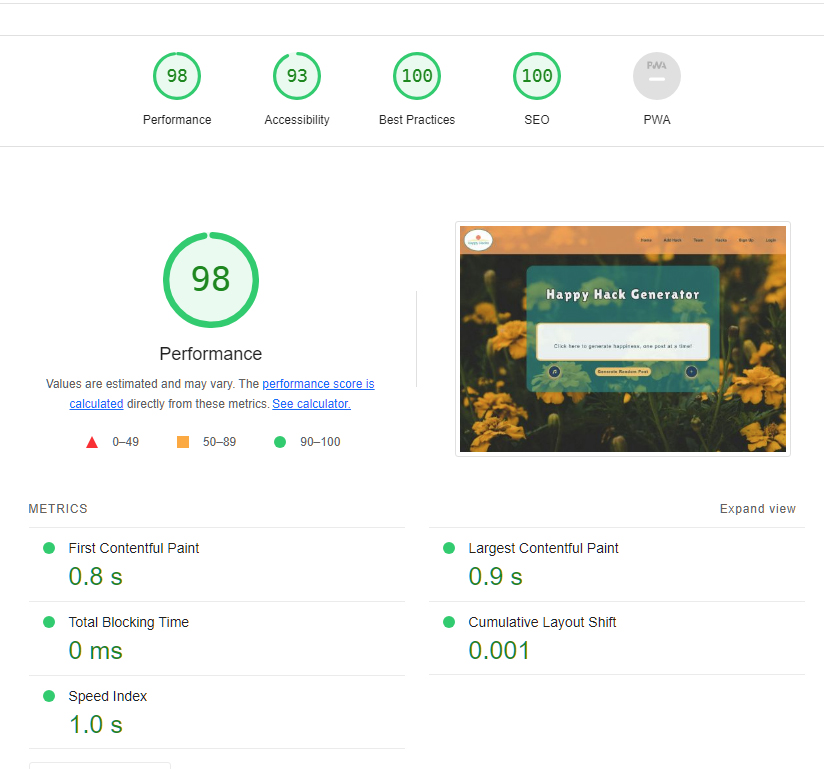 98
93
100
100
PWA
Performance
Accessibility
Best Practices
SEO
PWA
98
Performance
Values are estimated and may vary. The performance score is
calculated directly from these metrics. See calculator.
0–49
50–89
90–100
Home
Add Hack
Team
Hacks
Sign Up
Login
Happy Hack Generator
Click here to generate happiness, one post at a time!
Generate Random Post
METRICS
Expand view
First Contentful Paint
0.8 s
Largest Contentful Paint
0.9 s
Total Blocking Time
0 ms
Cumulative Layout Shift
0.001
Speed Index
1.0 s